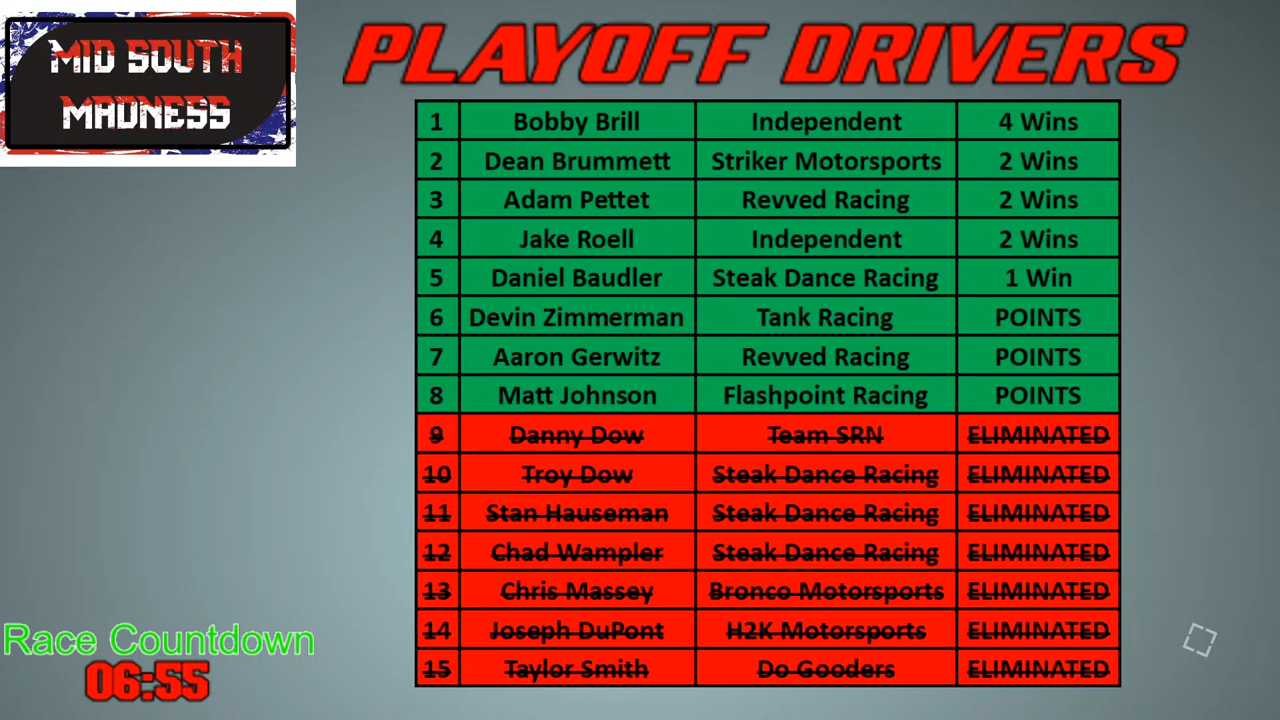 MID SOUTH
MADNESS
PLAYOFF DRIVERS
1 Bobby Brill Independent 4 Wins
2 Dean Brummett Striker Motorsports 2 Wins
3 Adam Pettet Revved Racing 2 Wins
4 Jake Roell Independent 2 Wins
5 Daniel Baudler Steak Dance Racing 1 Win
6 Devin Zimmerman Tank Racing POINTS
7 Aaron Gerwitz Revved Racing POINTS
8 Matt Johnson Flashpoint Racing POINTS
9 Danny Dow Team SRN ELIMINATED
10 Troy Dow Steak Dance Racing ELIMINATED
11 Stan Hauseman Steak Dance Racing ELIMINATED
12 Chad Wampler Steak Dance Racing ELIMINATED
13 Chris Massey Bronco Motorsports ELIMINATED
14 Joseph DuPont H2K Motorsports ELIMINATED
15 Taylor Smith Do Gooders ELIMINATED
Race Countdown
06:55